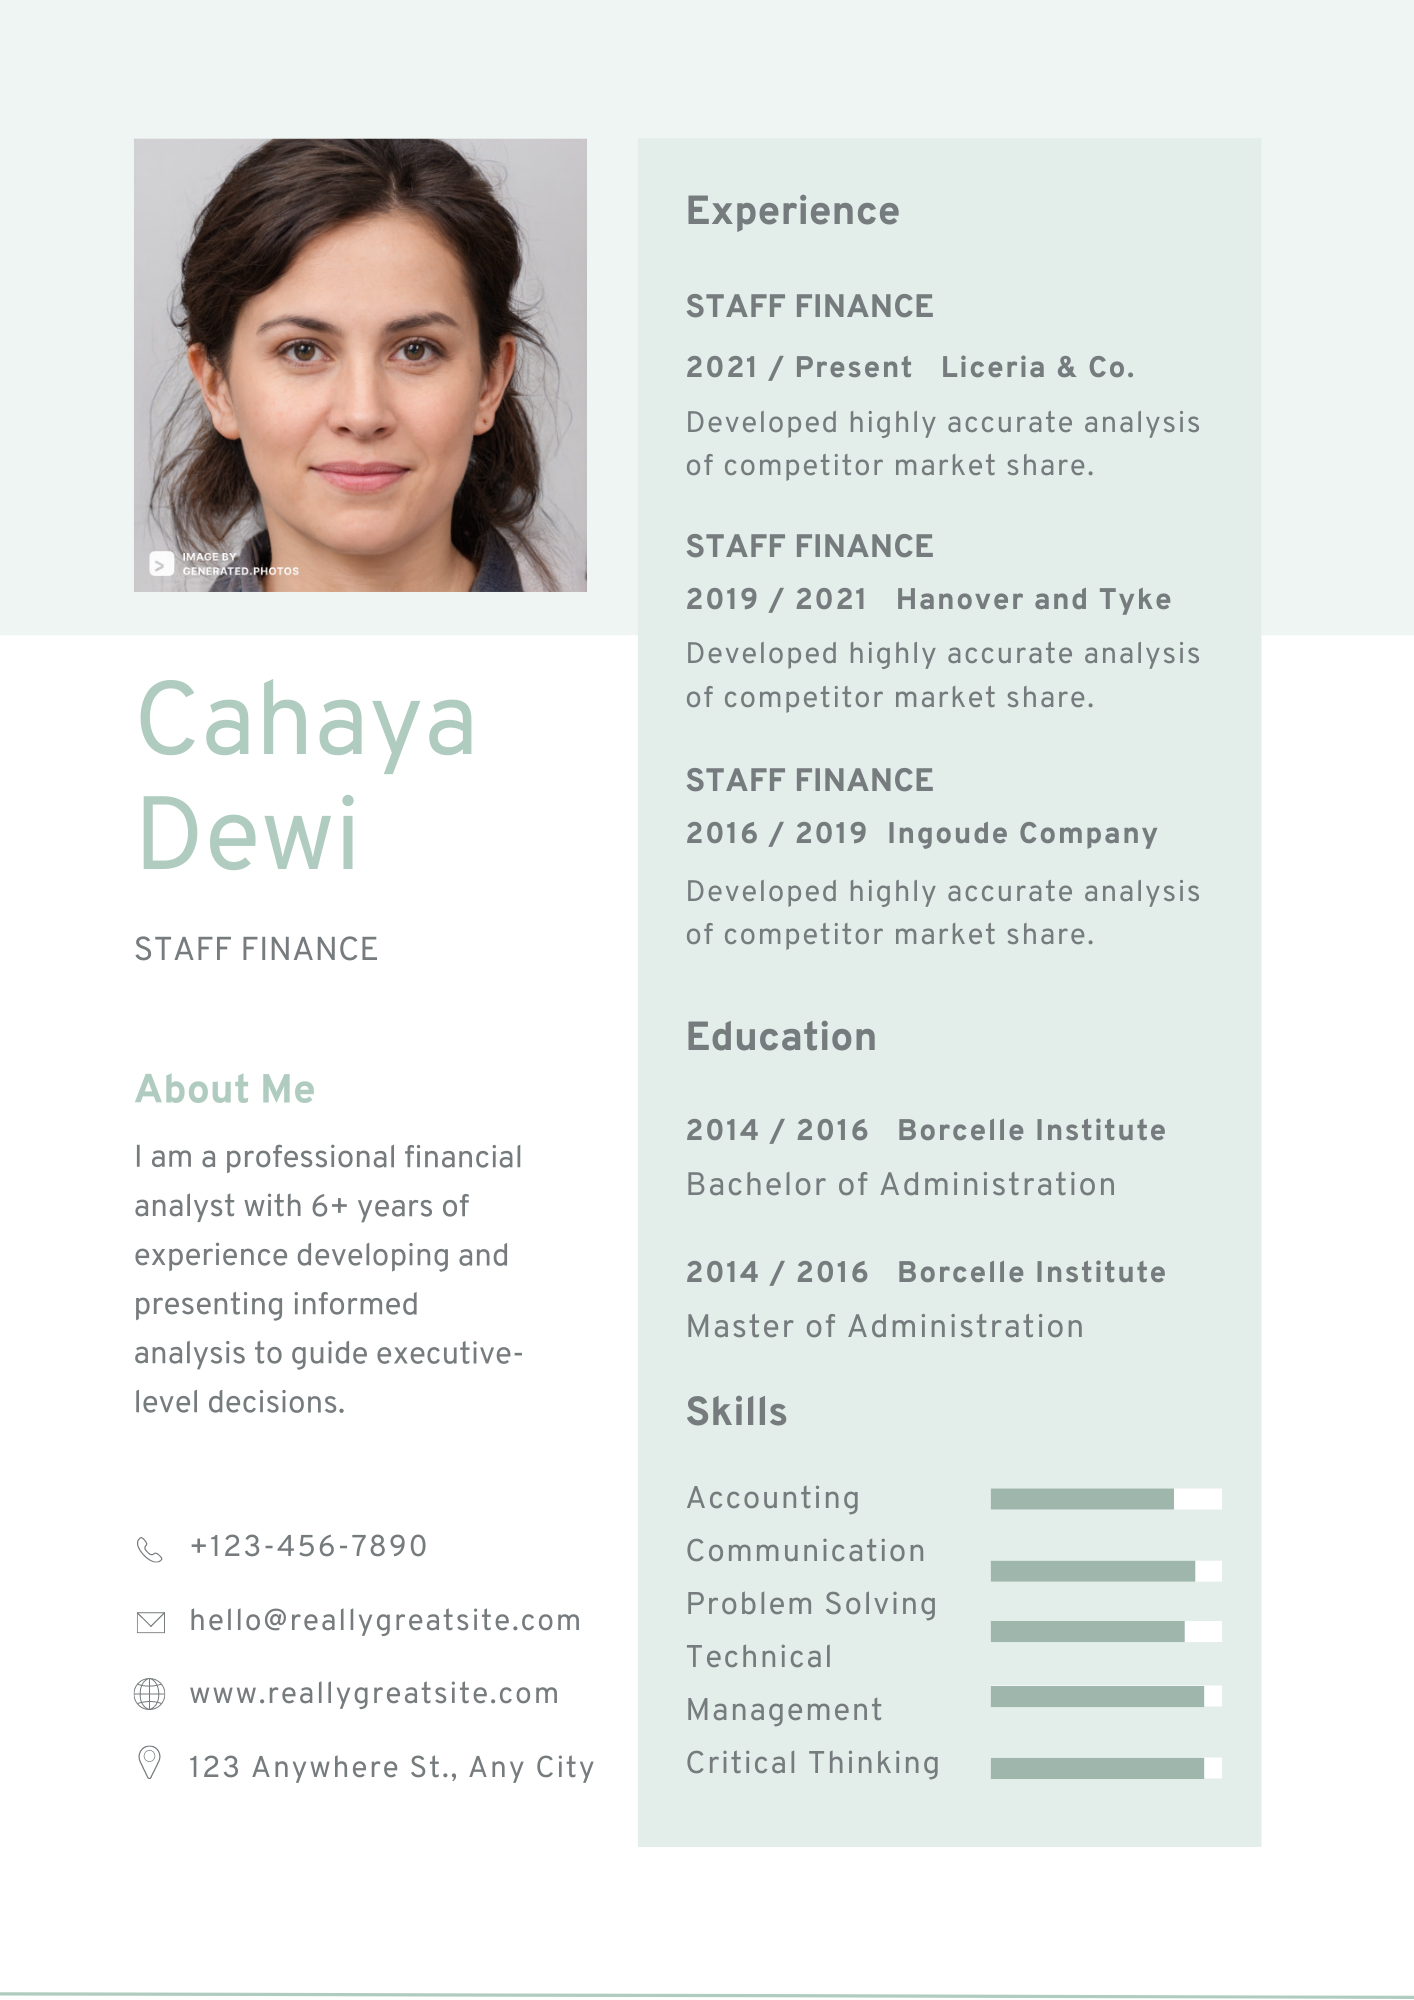 IMAGE BY
GENERATED.PHOTOS
Cahaya
Dewi
STAFF FINANCE
About Me
I am a professional financial
analyst with 6+ years of
experience developing and
presenting informed
analysis to guide executive-
level decisions.
+123-456-7890
hello@reallygreatsite.com
www.reallygreatsite.com
123 Anywhere St., Any City
Experience
STAFF FINANCE
2021 / Present Liceria & Co.
Developed highly accurate analysis
of competitor market share.
STAFF FINANCE
2019 / 2021 Hanover and Tyke
Developed highly accurate analysis
of competitor market share.
STAFF FINANCE
2016 / 2019 Ingoude Company
Developed highly accurate analysis
of competitor market share.
Education
2014 / 2016 Borcelle Institute
Bachelor of Administration
2014 / 2016 Borcelle Institute
Master of Administration
Skills
Accounting
Communication
Problem Solving
Technical
Management
Critical Thinking